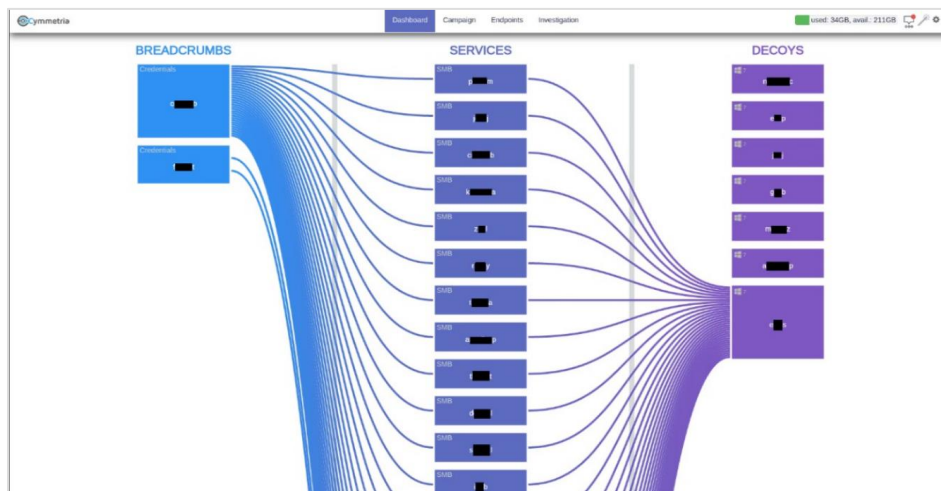 Cymmetria
Dashboard Campaign Endpoints Investigation
used: 34GB, avail.: 211GB
BREADCRUMBS
SERVICES
DECOYS
Credentials
Credentials
SMB
SMB
SMB
SMB
SMB
SMB
SMB
SMB
SMB
SMB
SMB
SMB